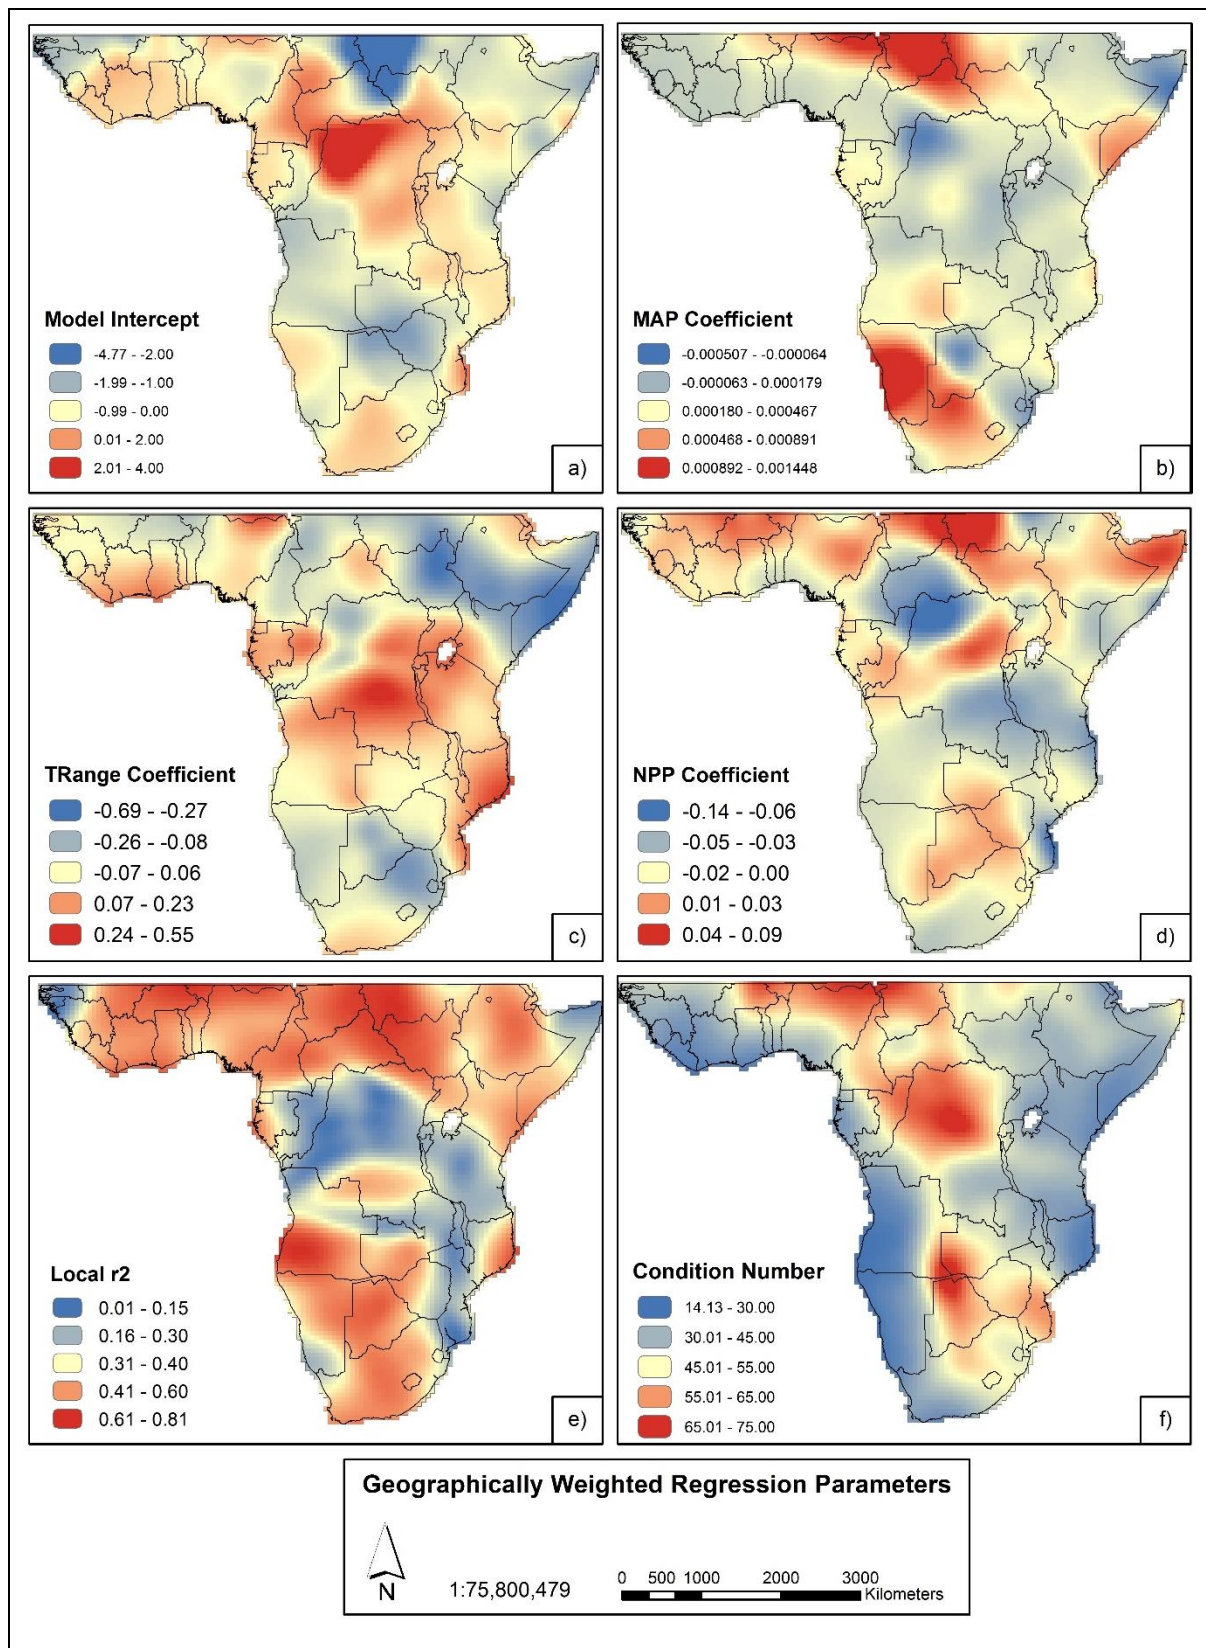 Model Intercept
-4.77 - -2.00
-1.99 - -1.00
-0.99 - 0.00
0.01 - 2.00
2.01 - 4.00
a)
MAP Coefficient
-0.000507 - -0.000064
-0.000063 - 0.000179
0.000180 - 0.000467
0.000468 - 0.000891
0.000892 - 0.001448
b)
TRange Coefficient
-0.69 - -0.27
-0.26 - -0.08
-0.07 - 0.06
0.07 - 0.23
0.24 - 0.55
c)
NPP Coefficient
-0.14 - -0.06
-0.05 - -0.03
-0.02 - 0.00
0.01 - 0.03
0.04 - 0.09
d)
Local r2
0.01 - 0.15
0.16 - 0.30
0.31 - 0.40
0.41 - 0.60
0.61 - 0.81
e)
Condition Number
14.13 - 30.00
30.01 - 45.00
45.01 - 55.00
55.01 - 65.00
65.01 - 75.00
f)
Geographically Weighted Regression Parameters
N
1:75,800,479
0 500 1000 2000 3000
Kilometers